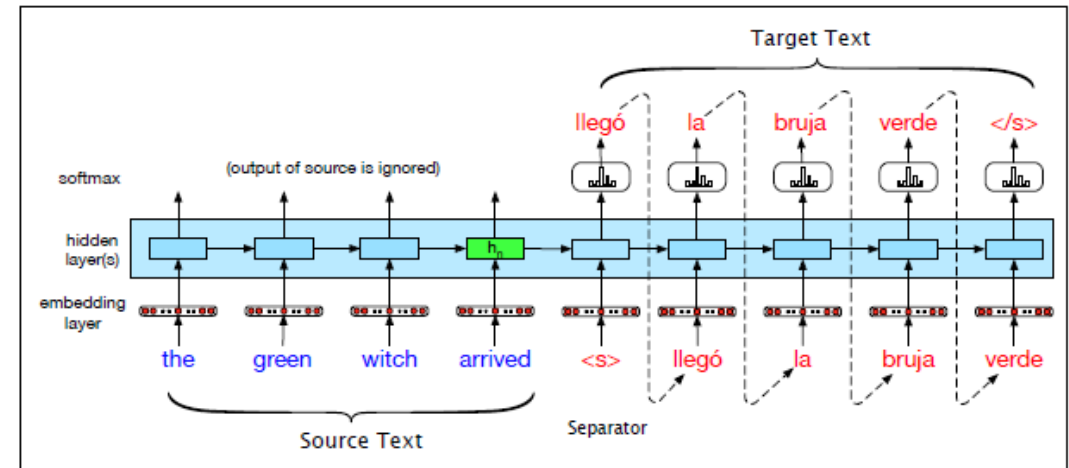 Target Text
llegó la bruja verde </s>
softmax
(output of source is ignored)
hidden
layer(s)
hn
embedding
layer
the green witch arrived <s> llegó la bruja verde
Separator
Source Text